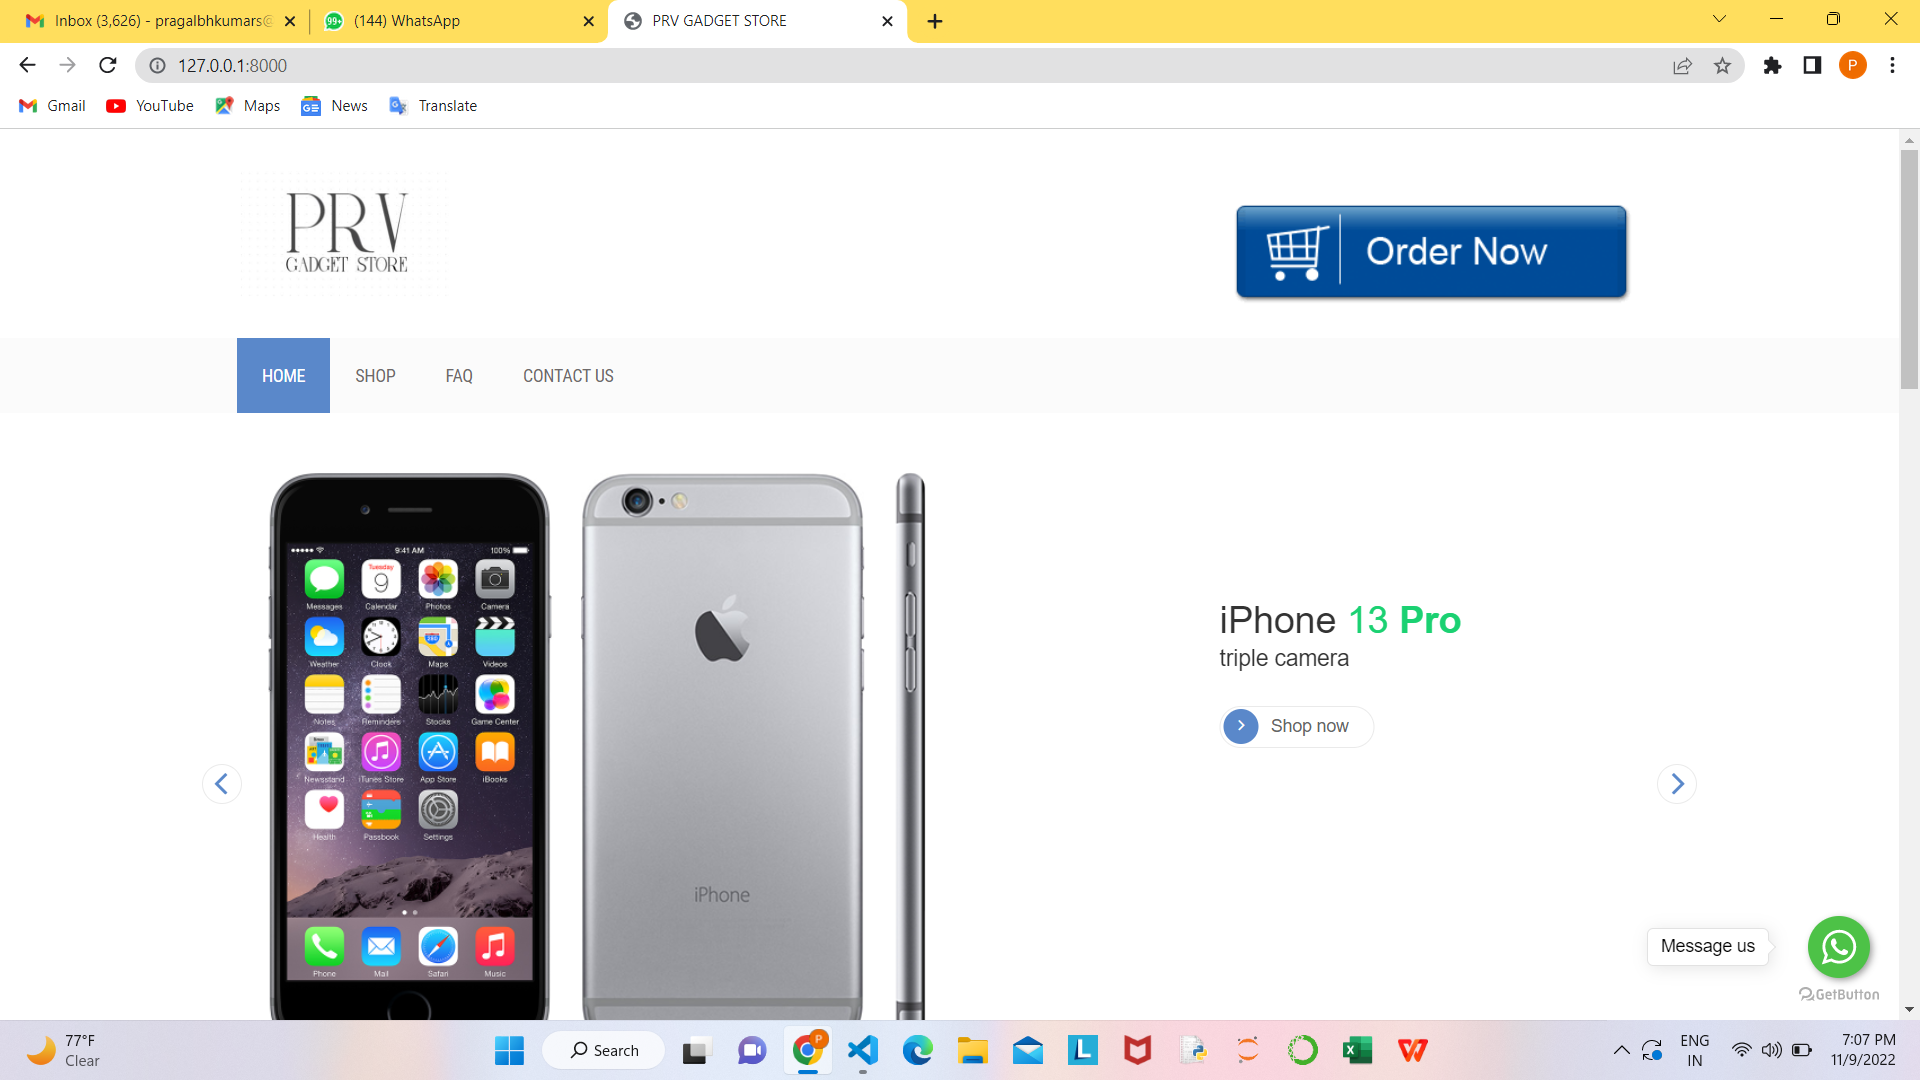 Inbox (3,626) - pragalbhkumars@
99+
(144) WhatsApp
PRV GADGET STORE
127.0.0.1:8000
P
Gmail
YouTube
Maps
News
Translate
PRV
GADGET STORE
Order Now
HOME
SHOP
FAQ
CONTACT US
9:41 AM
100%
Tuesday
9
Messages
Calendar
Photos
Camera
Weather
Clock
Maps
Videos
Notes
Reminders
Stocks
Game Center
Newsstand
iTunes Store
App Store
iBooks
Health
Passbook
Settings
Phone
Mail
Safari
Music
iPhone
iPhone 13 Pro
triple camera
Shop now
Message us
GetButton
77°F
Clear
Search
P
ENG
IN
7:07 PM
11/9/2022